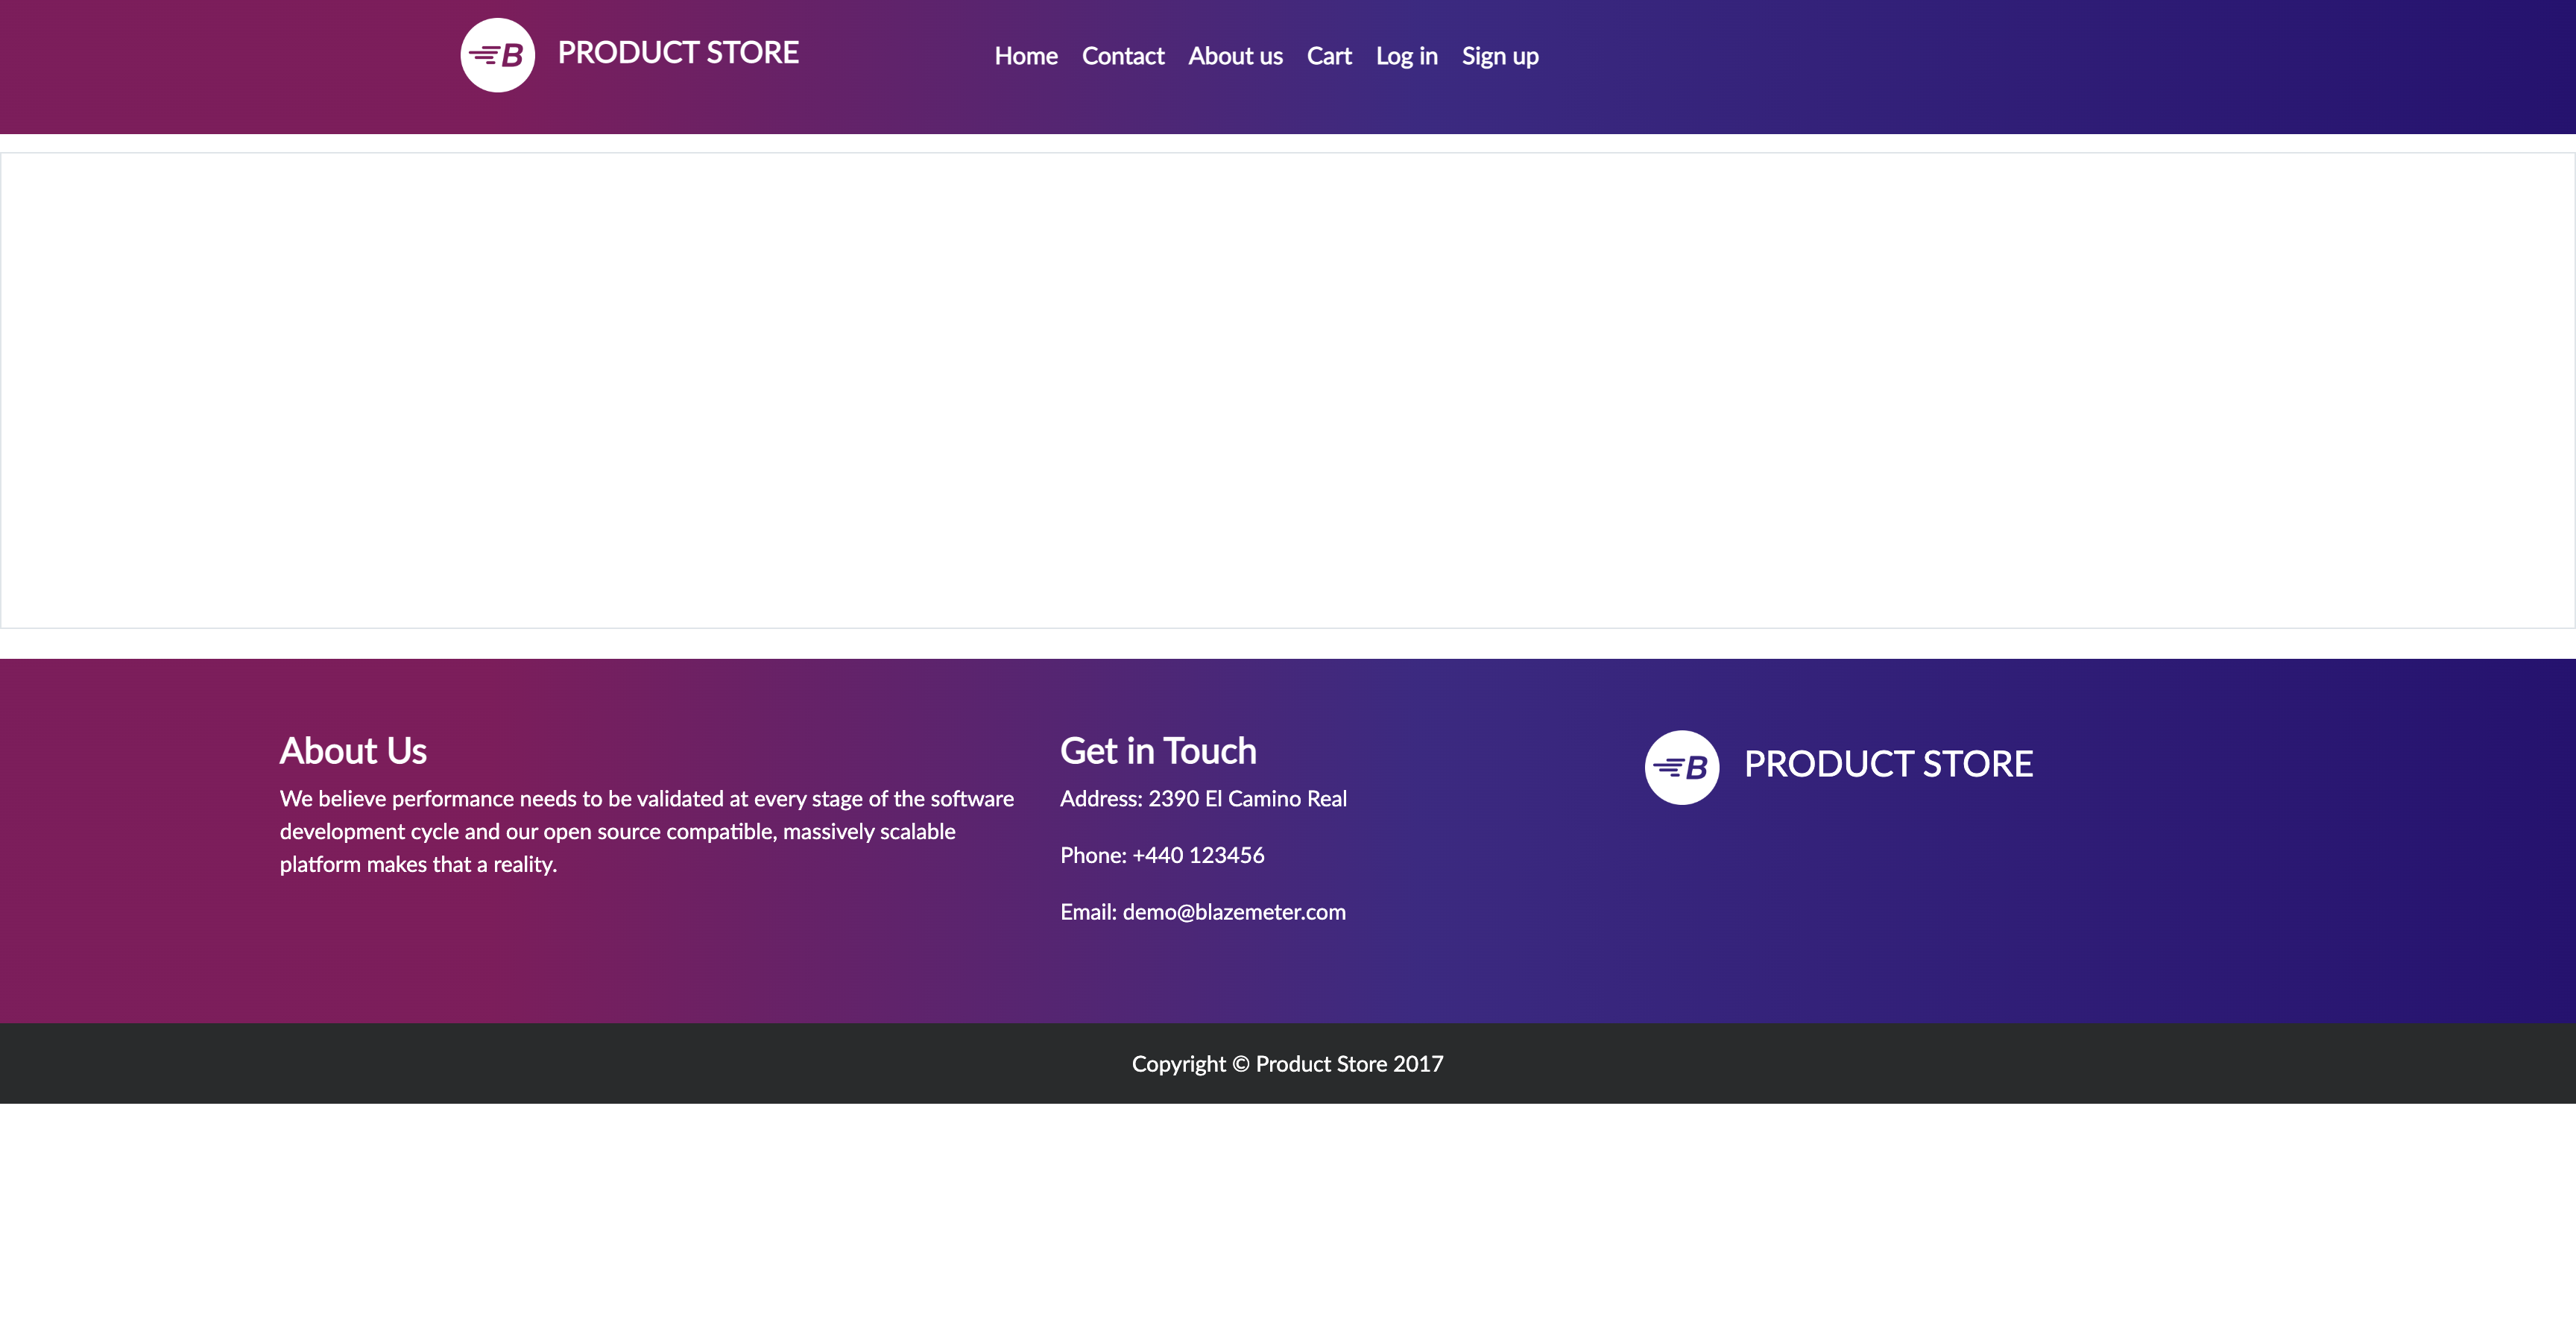 B PRODUCT STORE
Home Contact About us Cart Log in Sign up
About Us
We believe performance needs to be validated at every stage of the software
development cycle and our open source compatible, massively scalable
platform makes that a reality.
Get in Touch
Address: 2390 El Camino Real
Phone: +440 123456
Email: demo@blazemeter.com
B PRODUCT STORE
Copyright © Product Store 2017